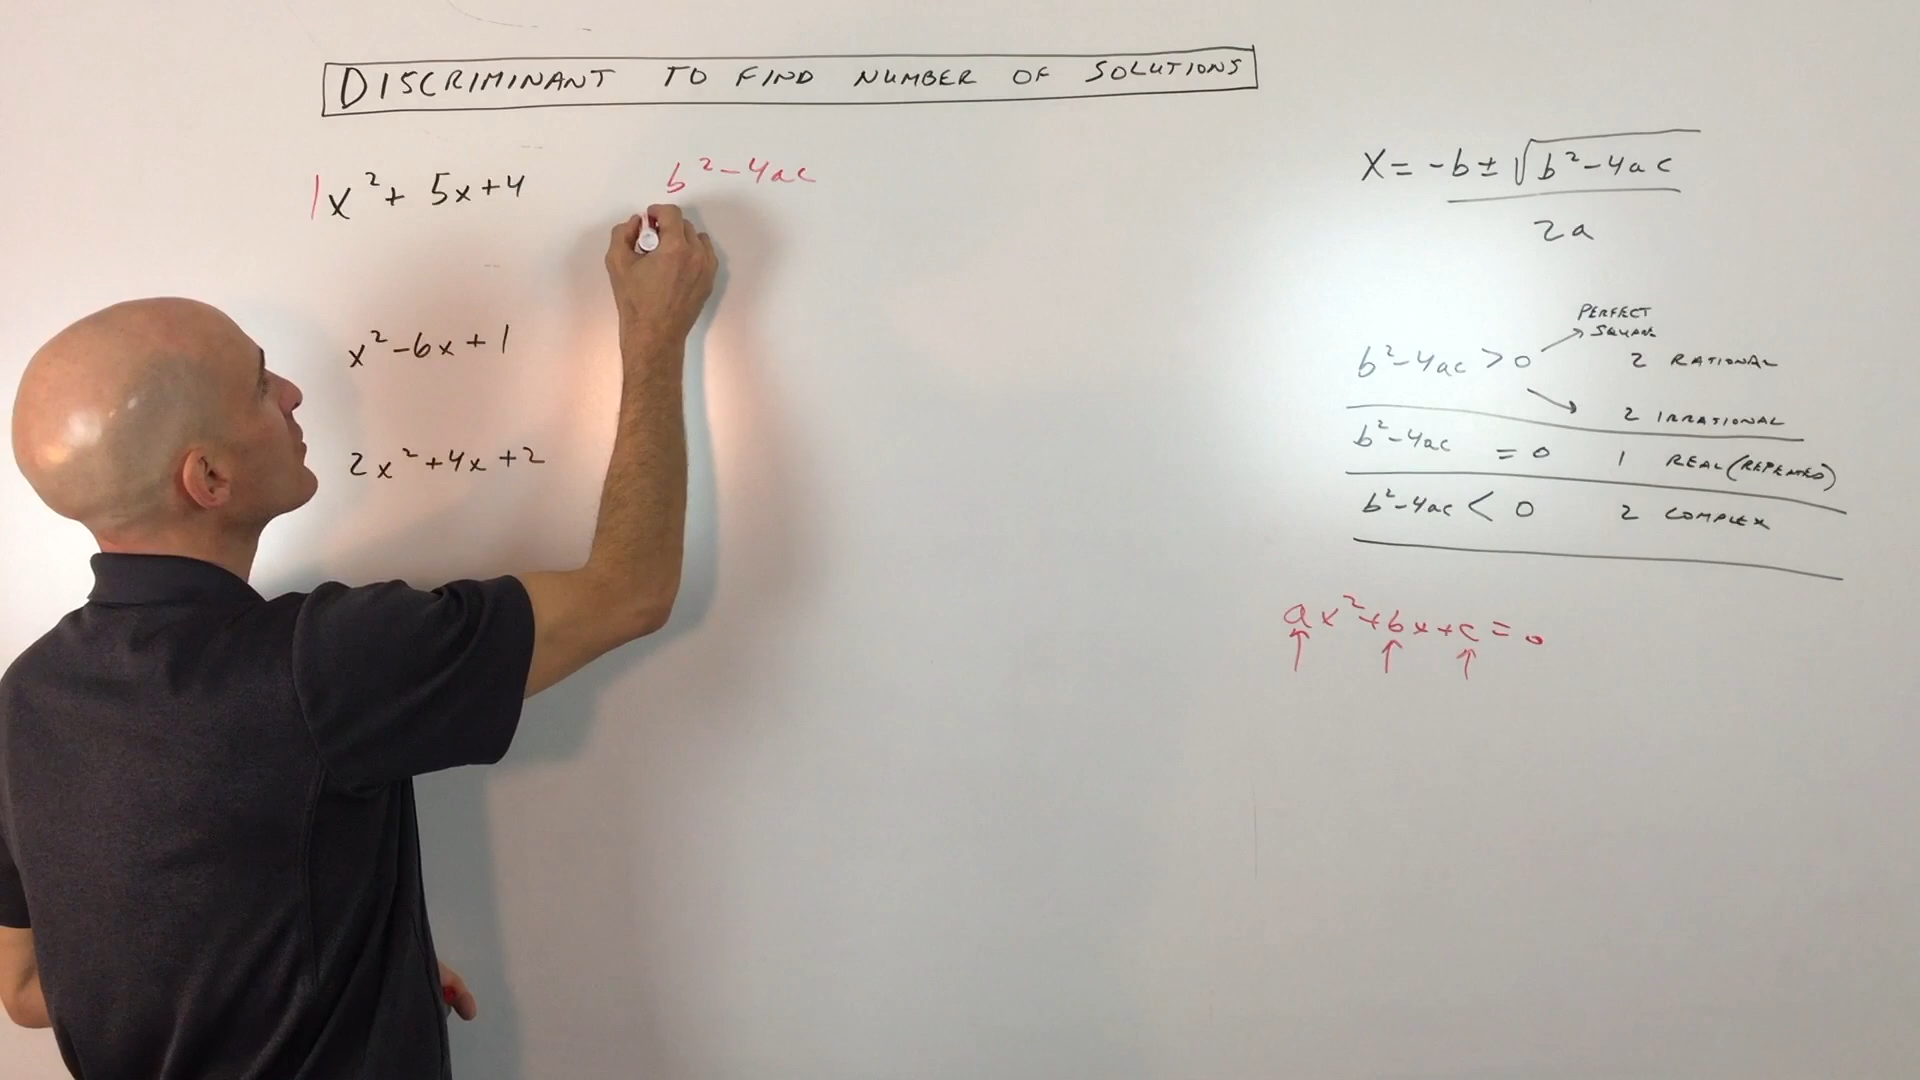 DISCRIMINANT TO FIND NUMBER OF SOLUTIONS
1x² + 5x+4
b²-4ac
x²-6x+1
2x²+4x+2
X= -b±√b²-4ac
2a
PERFECT
SQUARE
b²-4ac >0 2 RATIONAL
2 IRRATIONAL
b²-4ac = 0 1 REAL (REPEATED)
b²-4ac < 0 2 COMPLEX
ax²+bx+c=0